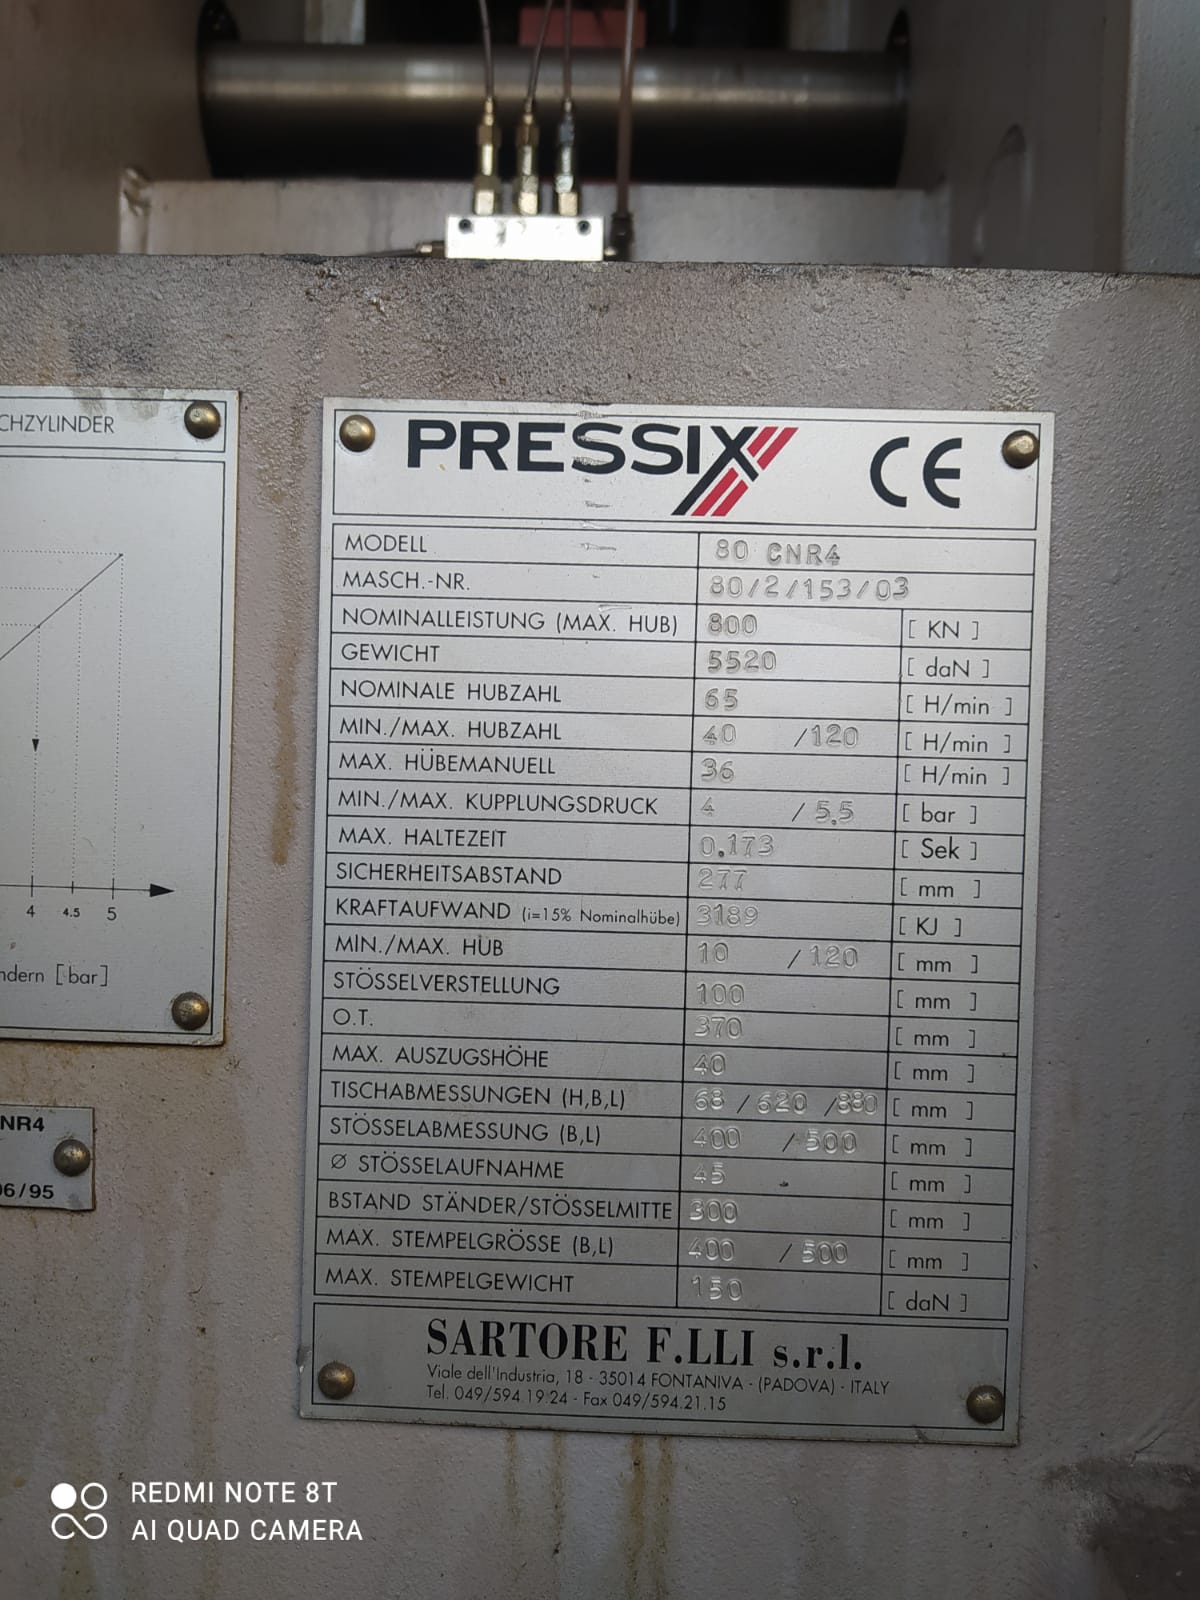 CHZYLINDER
4 4.5 5
ndern [bar]
NR4
06/95
PRESSIX CE
MODELL 80 CNR4
MASCH.-NR. 80/2/153/03
NOMINALLEISTUNG (MAX. HUB) 800 [ KN ]
GEWICHT 5520 [ daN ]
NOMINALE HUBZAHL 65 [ H/min ]
MIN./MAX. HUBZAHL 40 /120 [ H/min ]
MAX. HÜBEMANUELL 36 [ H/min ]
MIN./MAX. KUPPLUNGSDRUCK 4 / 5.5 [ bar ]
MAX. HALTEZEIT 0.173 [ Sek ]
SICHERHEITSABSTAND 277 [ mm ]
KRAFTAUFWAND (i=15% Nominalhübe) 3189 [ KJ ]
MIN./MAX. HUB 10 / 120 [ mm ]
STÖSSELVERSTELLUNG 100 [ mm ]
O.T. 370 [ mm ]
MAX. AUSZUGSHÖHE 40 [ mm ]
TISCHABMESSUNGEN (H,B,L) 68 / 620 /880 [ mm ]
STÖSSELABMESSUNG (B,L) 400 / 500 [ mm ]
Ø STÖSSELAUFNAHME 45 [ mm ]
BSTAND STÄNDER/STÖSSELMITTE 300 [ mm ]
MAX. STEMPELGRÖSSE (B,L) 400 / 500 [ mm ]
MAX. STEMPELGEWICHT 150 [ daN ]
SARTORE F.LLI s.r.l.
Viale dell'Industria, 18 - 35014 FONTANIVA - (PADOVA) - ITALY
Tel. 049/594.19.24 - Fax 049/594.21.15
REDMI NOTE 8T
AI QUAD CAMERA